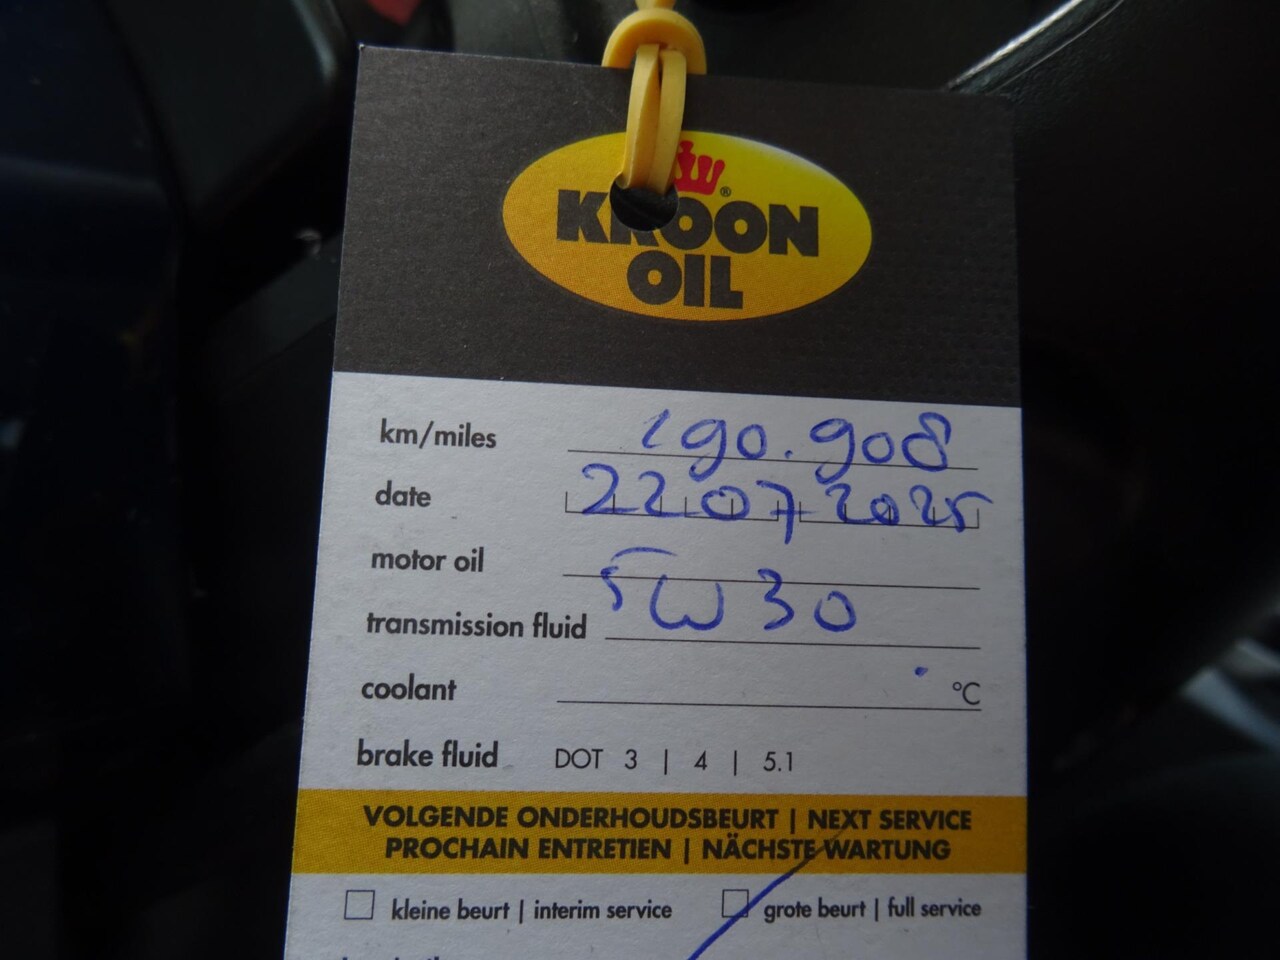 KROON
OIL
®
km/miles 190.908
date 22 07 2025
motor oil 5W30
transmission fluid
coolant °C
brake fluid DOT 3 | 4 | 5.1
VOLGENDE ONDERHOUDSBEURT | NEXT SERVICE
PROCHAIN ENTRETIEN | NÄCHSTE WARTUNG
kleine beurt | interim service grote beurt | full service